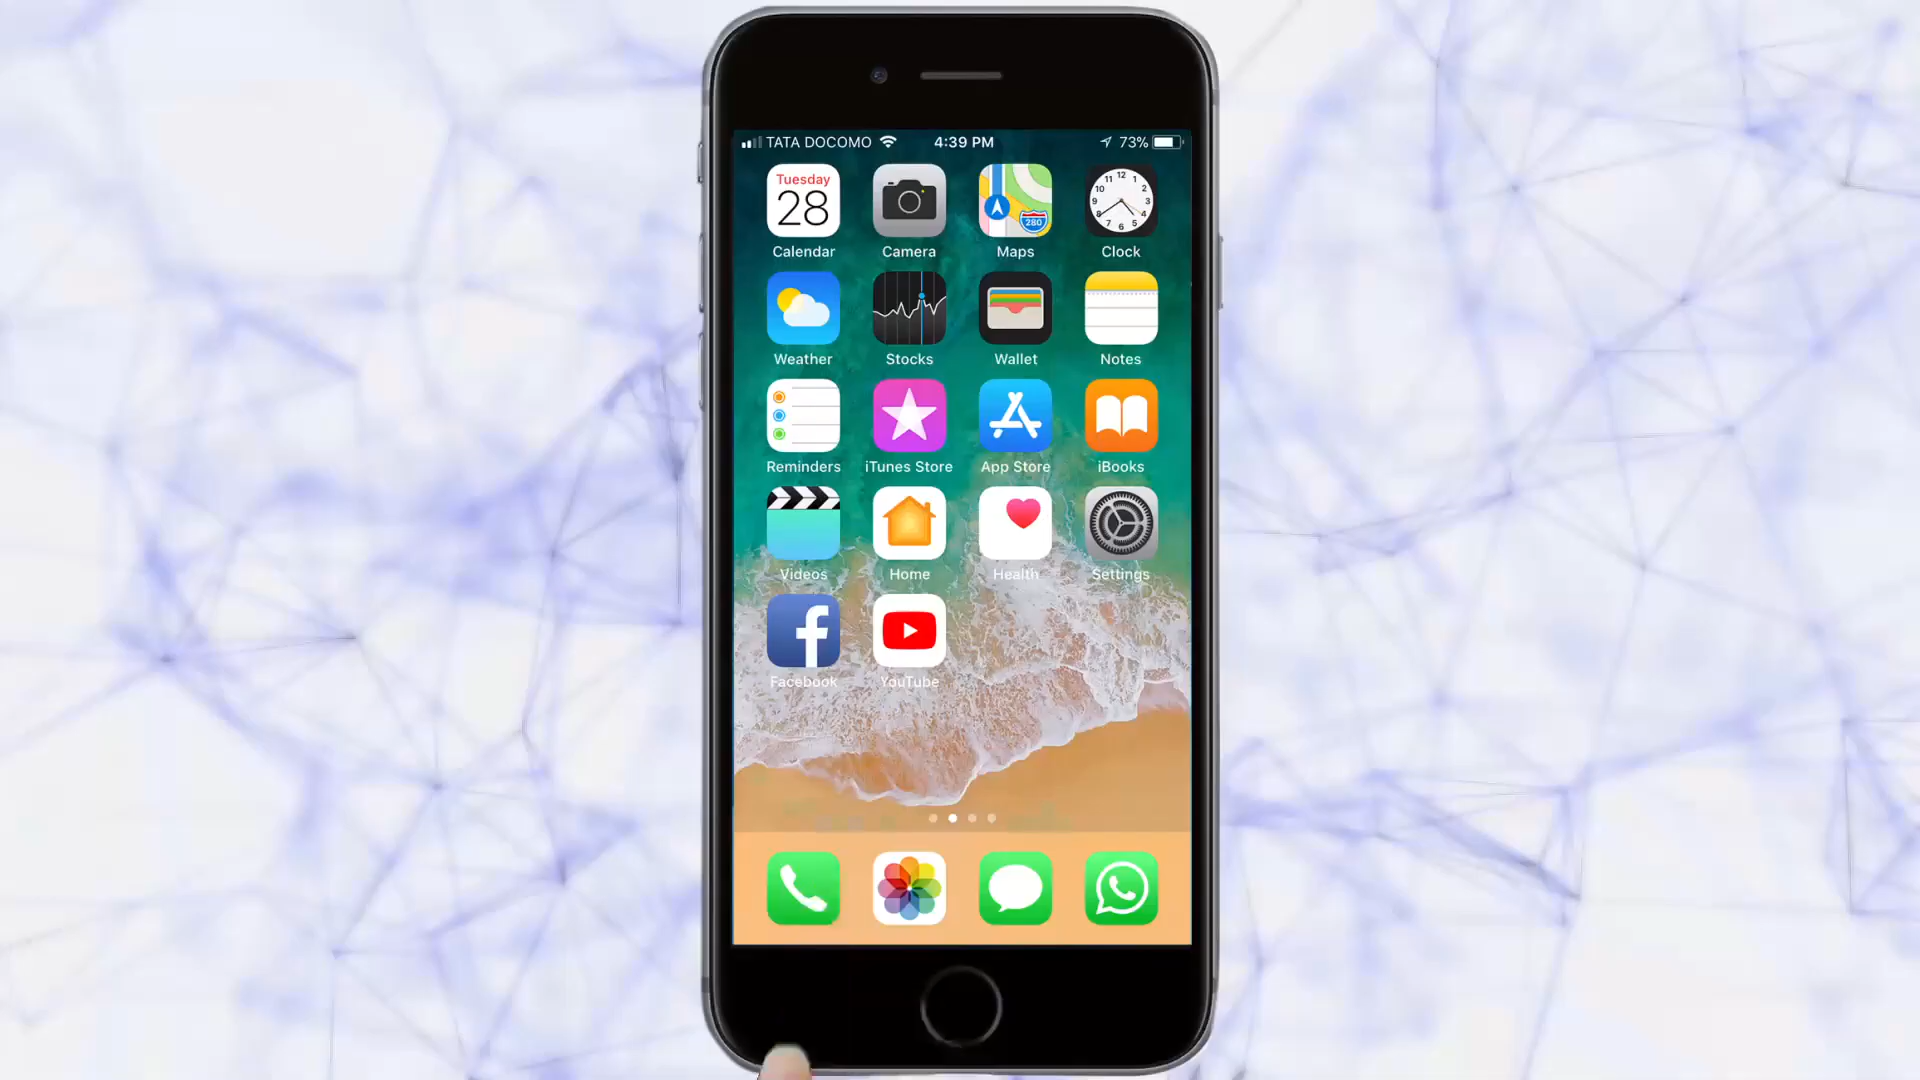 TATA DOCOMO 4:39 PM 73%
Tuesday
28
280
Calendar Camera Maps Clock
Weather Stocks Wallet Notes
Reminders iTunes Store App Store iBooks
Videos Home Health Settings
Facebook YouTube